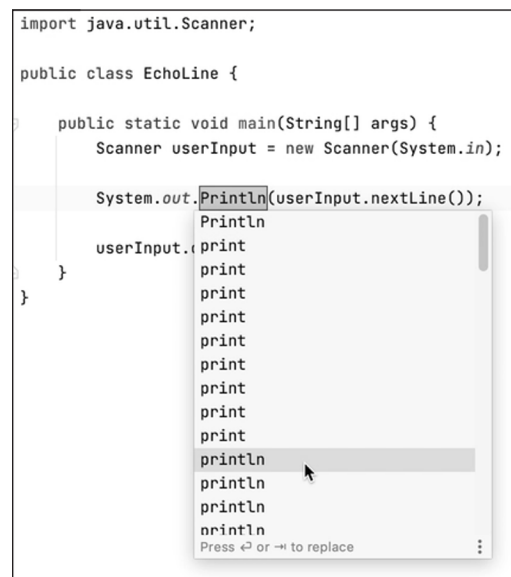 import java.util.Scanner;
public class EchoLine {
public static void main(String[] args) {
Scanner userInput = new Scanner(System.in);
System.out.Println(userInput.nextLine());
Println
print
userInput.
print
}
print
}
print
print
print
print
print
print
println
println
println
println
Press ↩ or ⇥ to replace